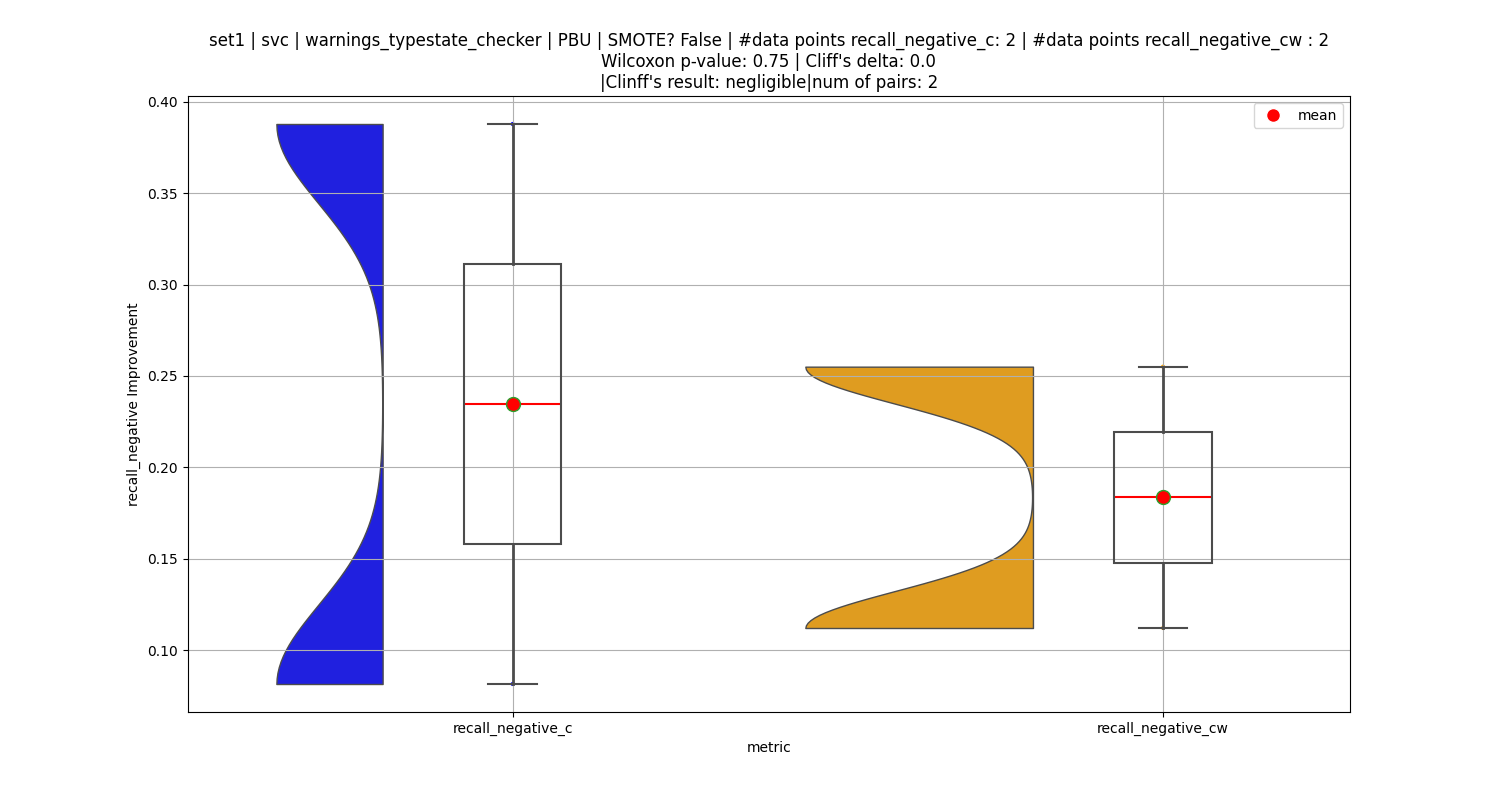 set1 | svc | warnings_typestate_checker | PBU | SMOTE? False | #data points recall_negative_c: 2 | #data points recall_negative_cw : 2
Wilcoxon p-value: 0.75 | Cliff's delta: 0.0
|Clinff's result: negligible|num of pairs: 2
mean
0.40
0.35
0.30
0.25
0.20
0.15
0.10
recall_negative Improvement
recall_negative_c
recall_negative_cw
metric